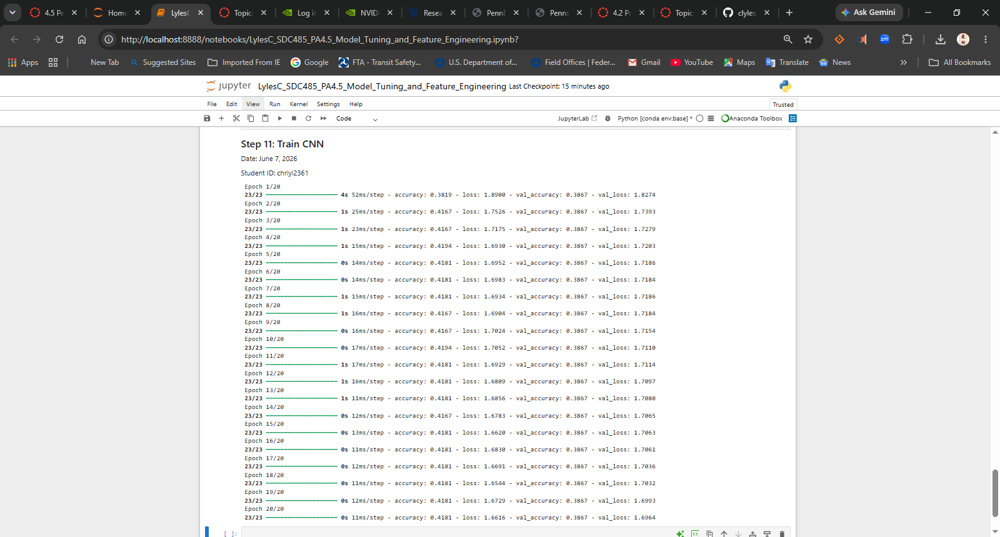 4.5 Pe
Home
LylesC
Topic:
Log in
NVIDI
Resea
PennD
Penns
4.2 Pr
Topic
clyles
Ask Gemini
http://localhost:8888/notebooks/LylesC_SDC485_PA4.5_Model_Tuning_and_Feature_Engineering.ipynb?
zm
Apps
New Tab
Suggested Sites
Imported From IE
Google
FTA - Transit Safety...
U.S. Department of...
Field Offices | Feder...
Gmail
YouTube
Maps
Translate
News
All Bookmarks
jupyter LylesC_SDC485_PA4.5_Model_Tuning_and_Feature_Engineering Last Checkpoint: 15 minutes ago
File Edit View Run Kernel Settings Help
Trusted
Code
JupyterLab
Python [conda env:base] *
Anaconda Toolbox
Step 11: Train CNN
Date: June 7, 2026
Student ID: chrlyl2361
Epoch 1/20
23/23 4s 52ms/step - accuracy: 0.3819 - loss: 1.8900 - val_accuracy: 0.3867 - val_loss: 1.8274
Epoch 2/20
23/23 1s 25ms/step - accuracy: 0.4167 - loss: 1.7526 - val_accuracy: 0.3867 - val_loss: 1.7393
Epoch 3/20
23/23 1s 23ms/step - accuracy: 0.4167 - loss: 1.7175 - val_accuracy: 0.3867 - val_loss: 1.7279
Epoch 4/20
23/23 1s 15ms/step - accuracy: 0.4194 - loss: 1.6930 - val_accuracy: 0.3867 - val_loss: 1.7203
Epoch 5/20
23/23 0s 14ms/step - accuracy: 0.4181 - loss: 1.6952 - val_accuracy: 0.3867 - val_loss: 1.7186
Epoch 6/20
23/23 0s 14ms/step - accuracy: 0.4181 - loss: 1.6983 - val_accuracy: 0.3867 - val_loss: 1.7184
Epoch 7/20
23/23 1s 15ms/step - accuracy: 0.4181 - loss: 1.6934 - val_accuracy: 0.3867 - val_loss: 1.7186
Epoch 8/20
23/23 1s 16ms/step - accuracy: 0.4167 - loss: 1.6904 - val_accuracy: 0.3867 - val_loss: 1.7184
Epoch 9/20
23/23 0s 16ms/step - accuracy: 0.4167 - loss: 1.7024 - val_accuracy: 0.3867 - val_loss: 1.7154
Epoch 10/20
23/23 0s 17ms/step - accuracy: 0.4194 - loss: 1.7052 - val_accuracy: 0.3867 - val_loss: 1.7110
Epoch 11/20
23/23 1s 17ms/step - accuracy: 0.4181 - loss: 1.6929 - val_accuracy: 0.3867 - val_loss: 1.7114
Epoch 12/20
23/23 1s 16ms/step - accuracy: 0.4181 - loss: 1.6809 - val_accuracy: 0.3867 - val_loss: 1.7097
Epoch 13/20
23/23 1s 11ms/step - accuracy: 0.4181 - loss: 1.6856 - val_accuracy: 0.3867 - val_loss: 1.7080
Epoch 14/20
23/23 0s 12ms/step - accuracy: 0.4167 - loss: 1.6783 - val_accuracy: 0.3867 - val_loss: 1.7065
Epoch 15/20
23/23 0s 13ms/step - accuracy: 0.4181 - loss: 1.6620 - val_accuracy: 0.3867 - val_loss: 1.7063
Epoch 16/20
23/23 0s 11ms/step - accuracy: 0.4181 - loss: 1.6830 - val_accuracy: 0.3867 - val_loss: 1.7061
Epoch 17/20
23/23 0s 12ms/step - accuracy: 0.4181 - loss: 1.6691 - val_accuracy: 0.3867 - val_loss: 1.7036
Epoch 18/20
23/23 0s 11ms/step - accuracy: 0.4181 - loss: 1.6544 - val_accuracy: 0.3867 - val_loss: 1.7032
Epoch 19/20
23/23 0s 12ms/step - accuracy: 0.4181 - loss: 1.6729 - val_accuracy: 0.3867 - val_loss: 1.6993
Epoch 20/20
23/23 0s 11ms/step - accuracy: 0.4181 - loss: 1.6616 - val_accuracy: 0.3867 - val_loss: 1.6964
[ ]: